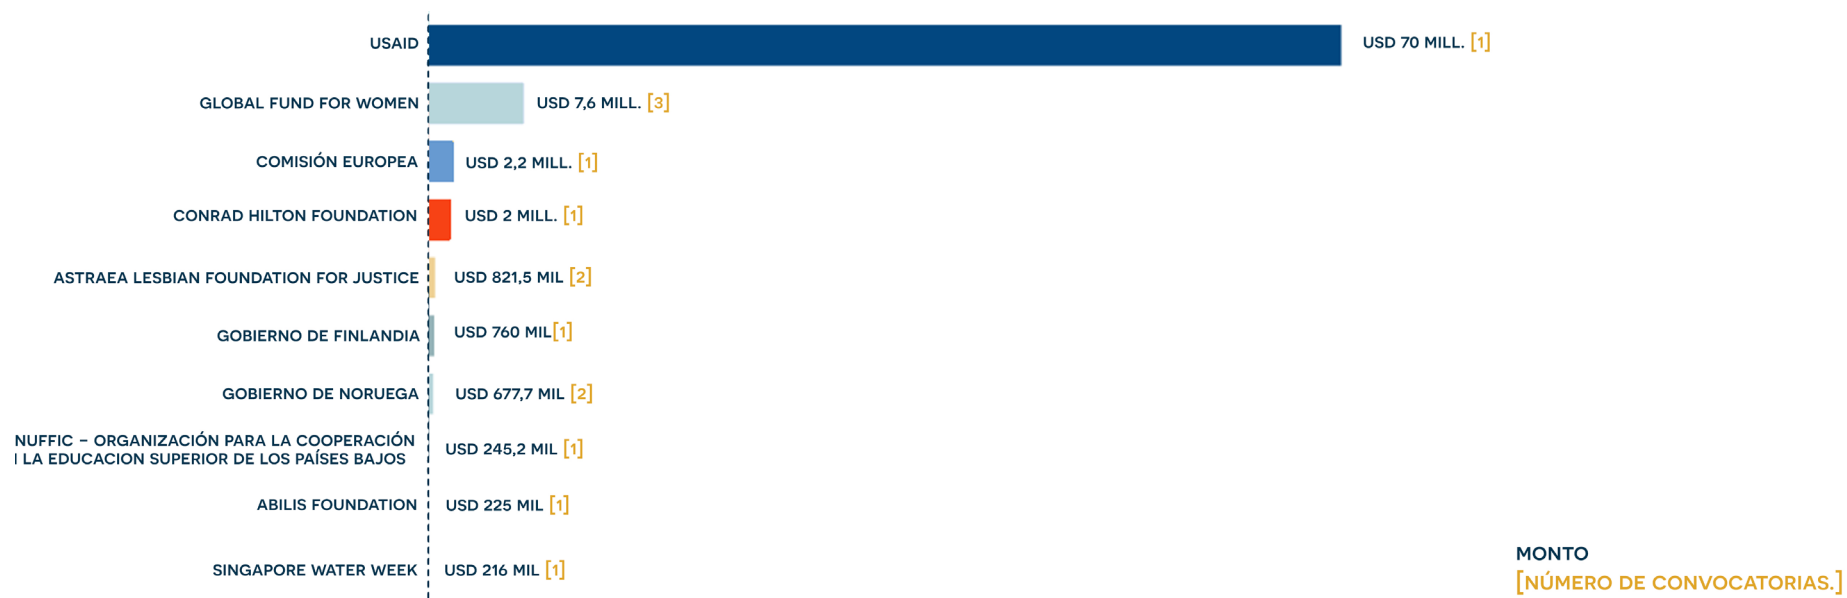 USAID USD 70 MILL. [1]
GLOBAL FUND FOR WOMEN USD 7,6 MILL. [3]
COMISIÓN EUROPEA USD 2,2 MILL. [1]
CONRAD HILTON FOUNDATION USD 2 MILL. [1]
ASTRAEA LESBIAN FOUNDATION FOR JUSTICE USD 821,5 MIL [2]
GOBIERNO DE FINLANDIA USD 760 MIL[1]
GOBIERNO DE NORUEGA USD 677,7 MIL [2]
NUFFIC – ORGANIZACIÓN PARA LA COOPERACIÓN
LA EDUCACION SUPERIOR DE LOS PAÍSES BAJOS USD 245,2 MIL [1]
ABILIS FOUNDATION USD 225 MIL [1]
SINGAPORE WATER WEEK USD 216 MIL [1]
MONTO
[NÚMERO DE CONVOCATORIAS.]